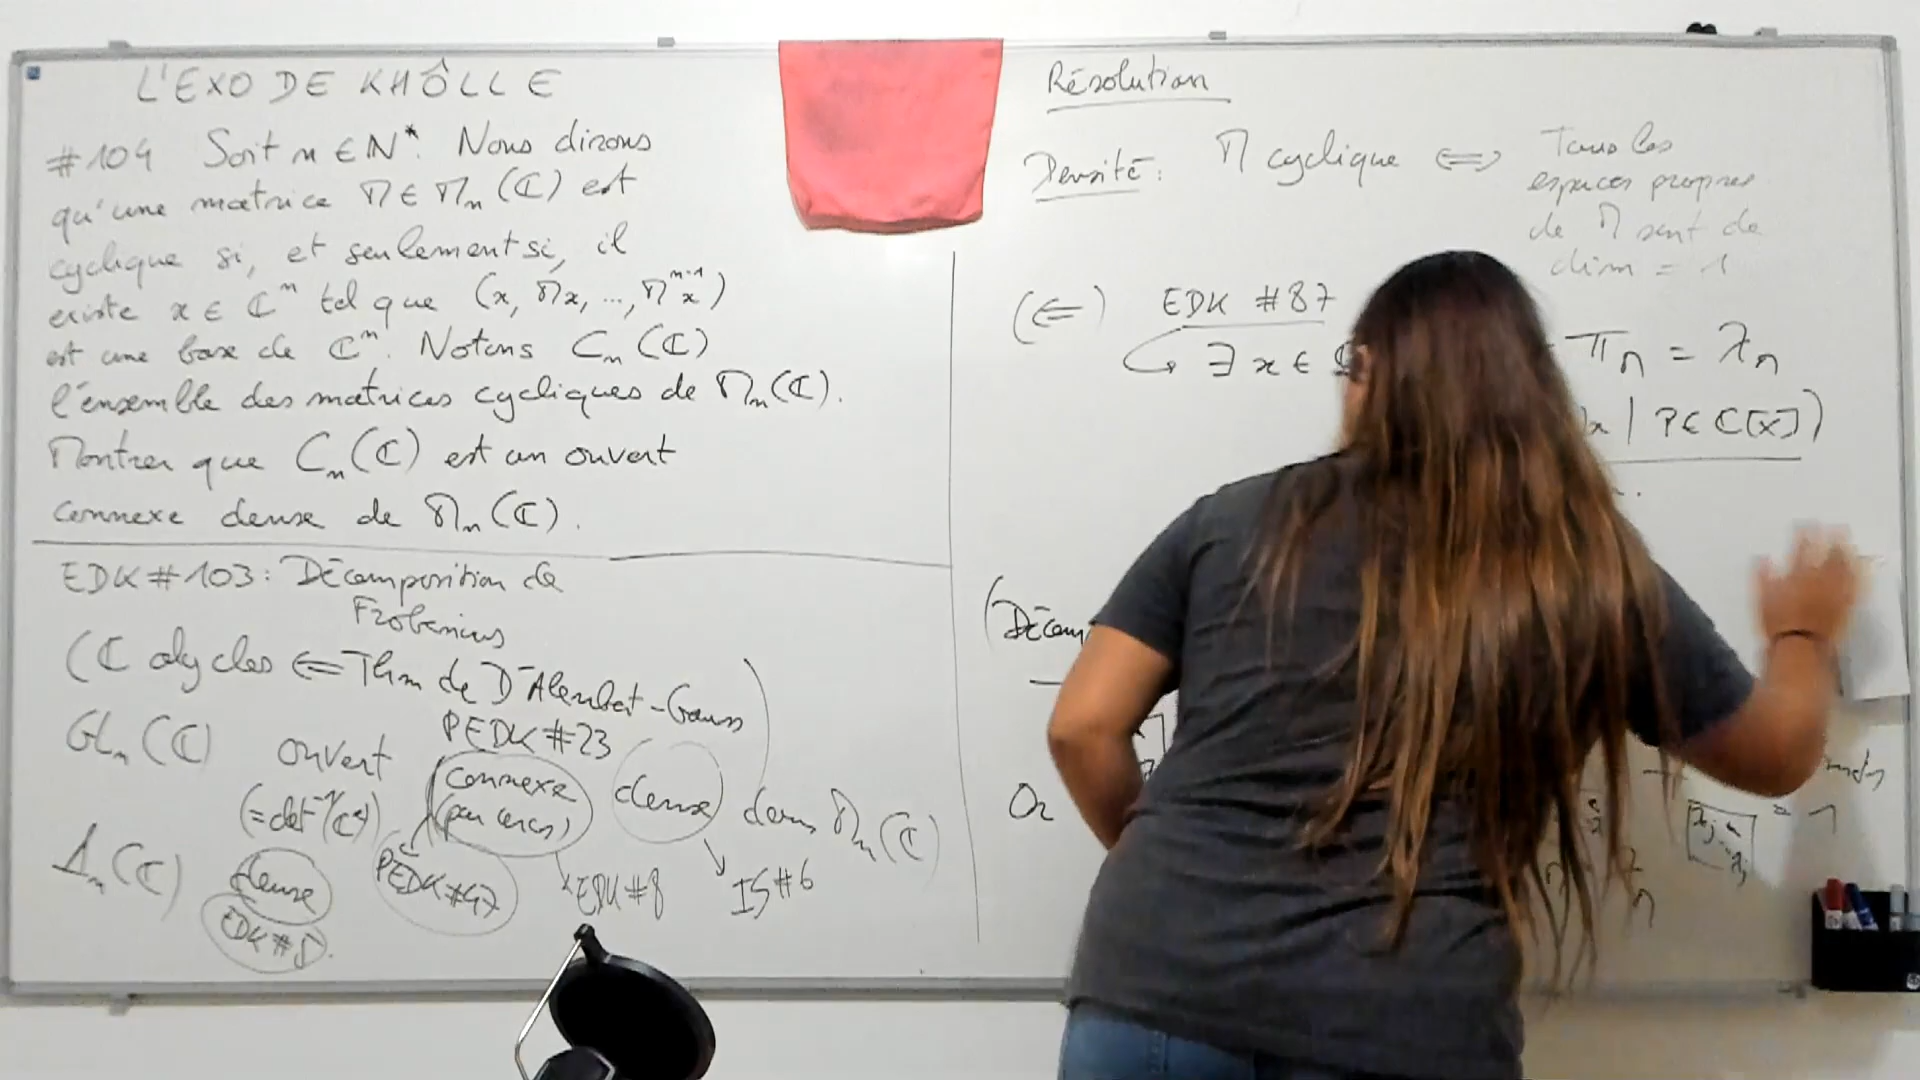 L'EXO DE KHÔLLE
#104 Soit n ∈ ℕ*. Nous dirons
qu'une matrice M ∈ Mₙ(ℂ) est
cyclique si, et seulement si, il
existe x ∈ ℂⁿ tel que (x, Mx, ..., Mⁿ⁻¹x)
est une base de ℂⁿ. Notons Cₙ(ℂ)
l'ensemble des matrices cycliques de Mₙ(ℂ).
Montrer que Cₙ(ℂ) est un ouvert
connexe dense de Mₙ(ℂ).
EDK #103: Décomposition de
Frobenius
(ℂ alg clos ⇐ Thm de D'Alembert-Gauss
PEDK #23)
GLₙ(ℂ) ouvert (connexe (par arcs)) dense dans Mₙ(ℂ)
(= det⁻¹(ℂ*))
PEDK #47 EDK #8 IS #6
Δₙ(ℂ) dense
EDK #5.
Résolution
Densité: M cyclique ⟺ Tous les
espaces propres
de M sont de
dim = 1
(⇐) EDK #87
↪ ∃ x ∈
πM = χM
x | P ∈ ℂ[X])
(Décom
Or
= 1